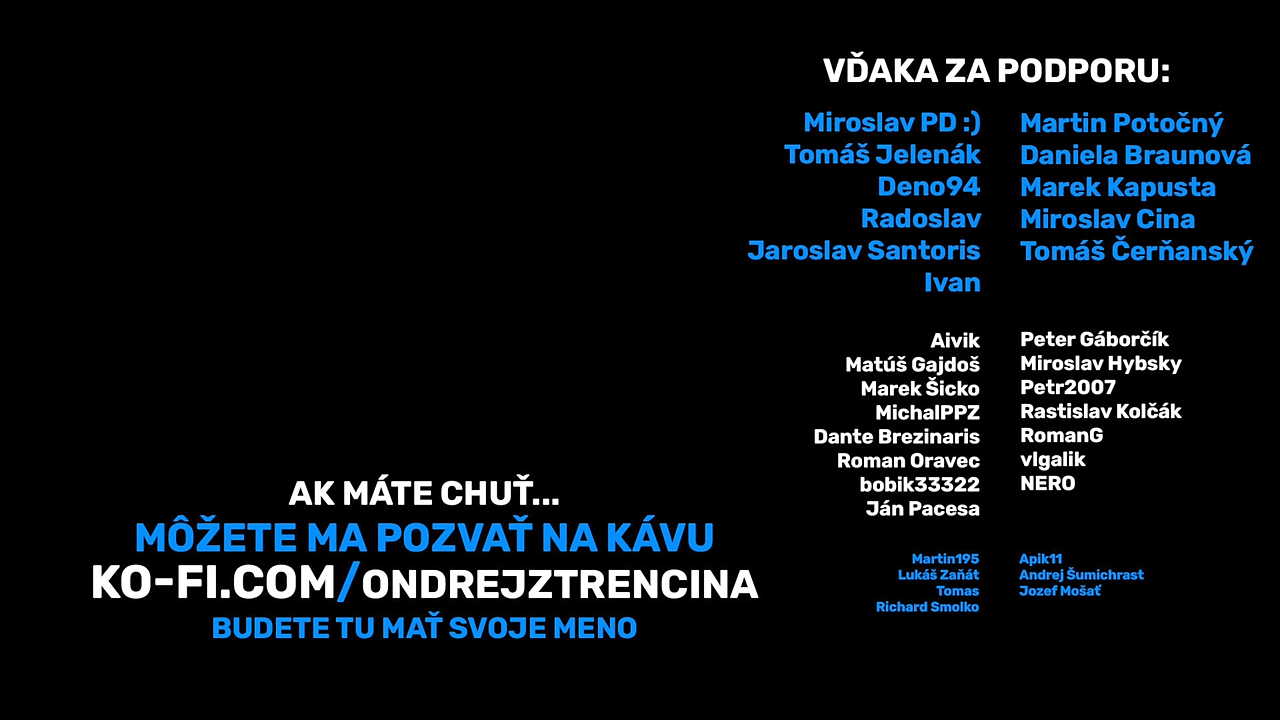 VĎAKA ZA PODPORU:
Miroslav PD :)
Tomáš Jelenák
Deno94
Radoslav
Jaroslav Santoris
Ivan
Martin Potočný
Daniela Braunová
Marek Kapusta
Miroslav Cina
Tomáš Čerňanský
Aivik
Matúš Gajdoš
Marek Šicko
MichalPPZ
Dante Brezinaris
Roman Oravec
bobik33322
Ján Pacesa
Peter Gáborčík
Miroslav Hybsky
Petr2007
Rastislav Kolčák
RomanG
vlgalik
NERO
Martin195
Lukáš Zaňát
Tomas
Richard Smolko
Apik11
Andrej Šumichrast
Jozef Mošať
AK MÁTE CHUŤ...
MÔŽETE MA POZVAŤ NA KÁVU
KO-FI.COM/ONDREJZTRENCINA
BUDETE TU MAŤ SVOJE MENO